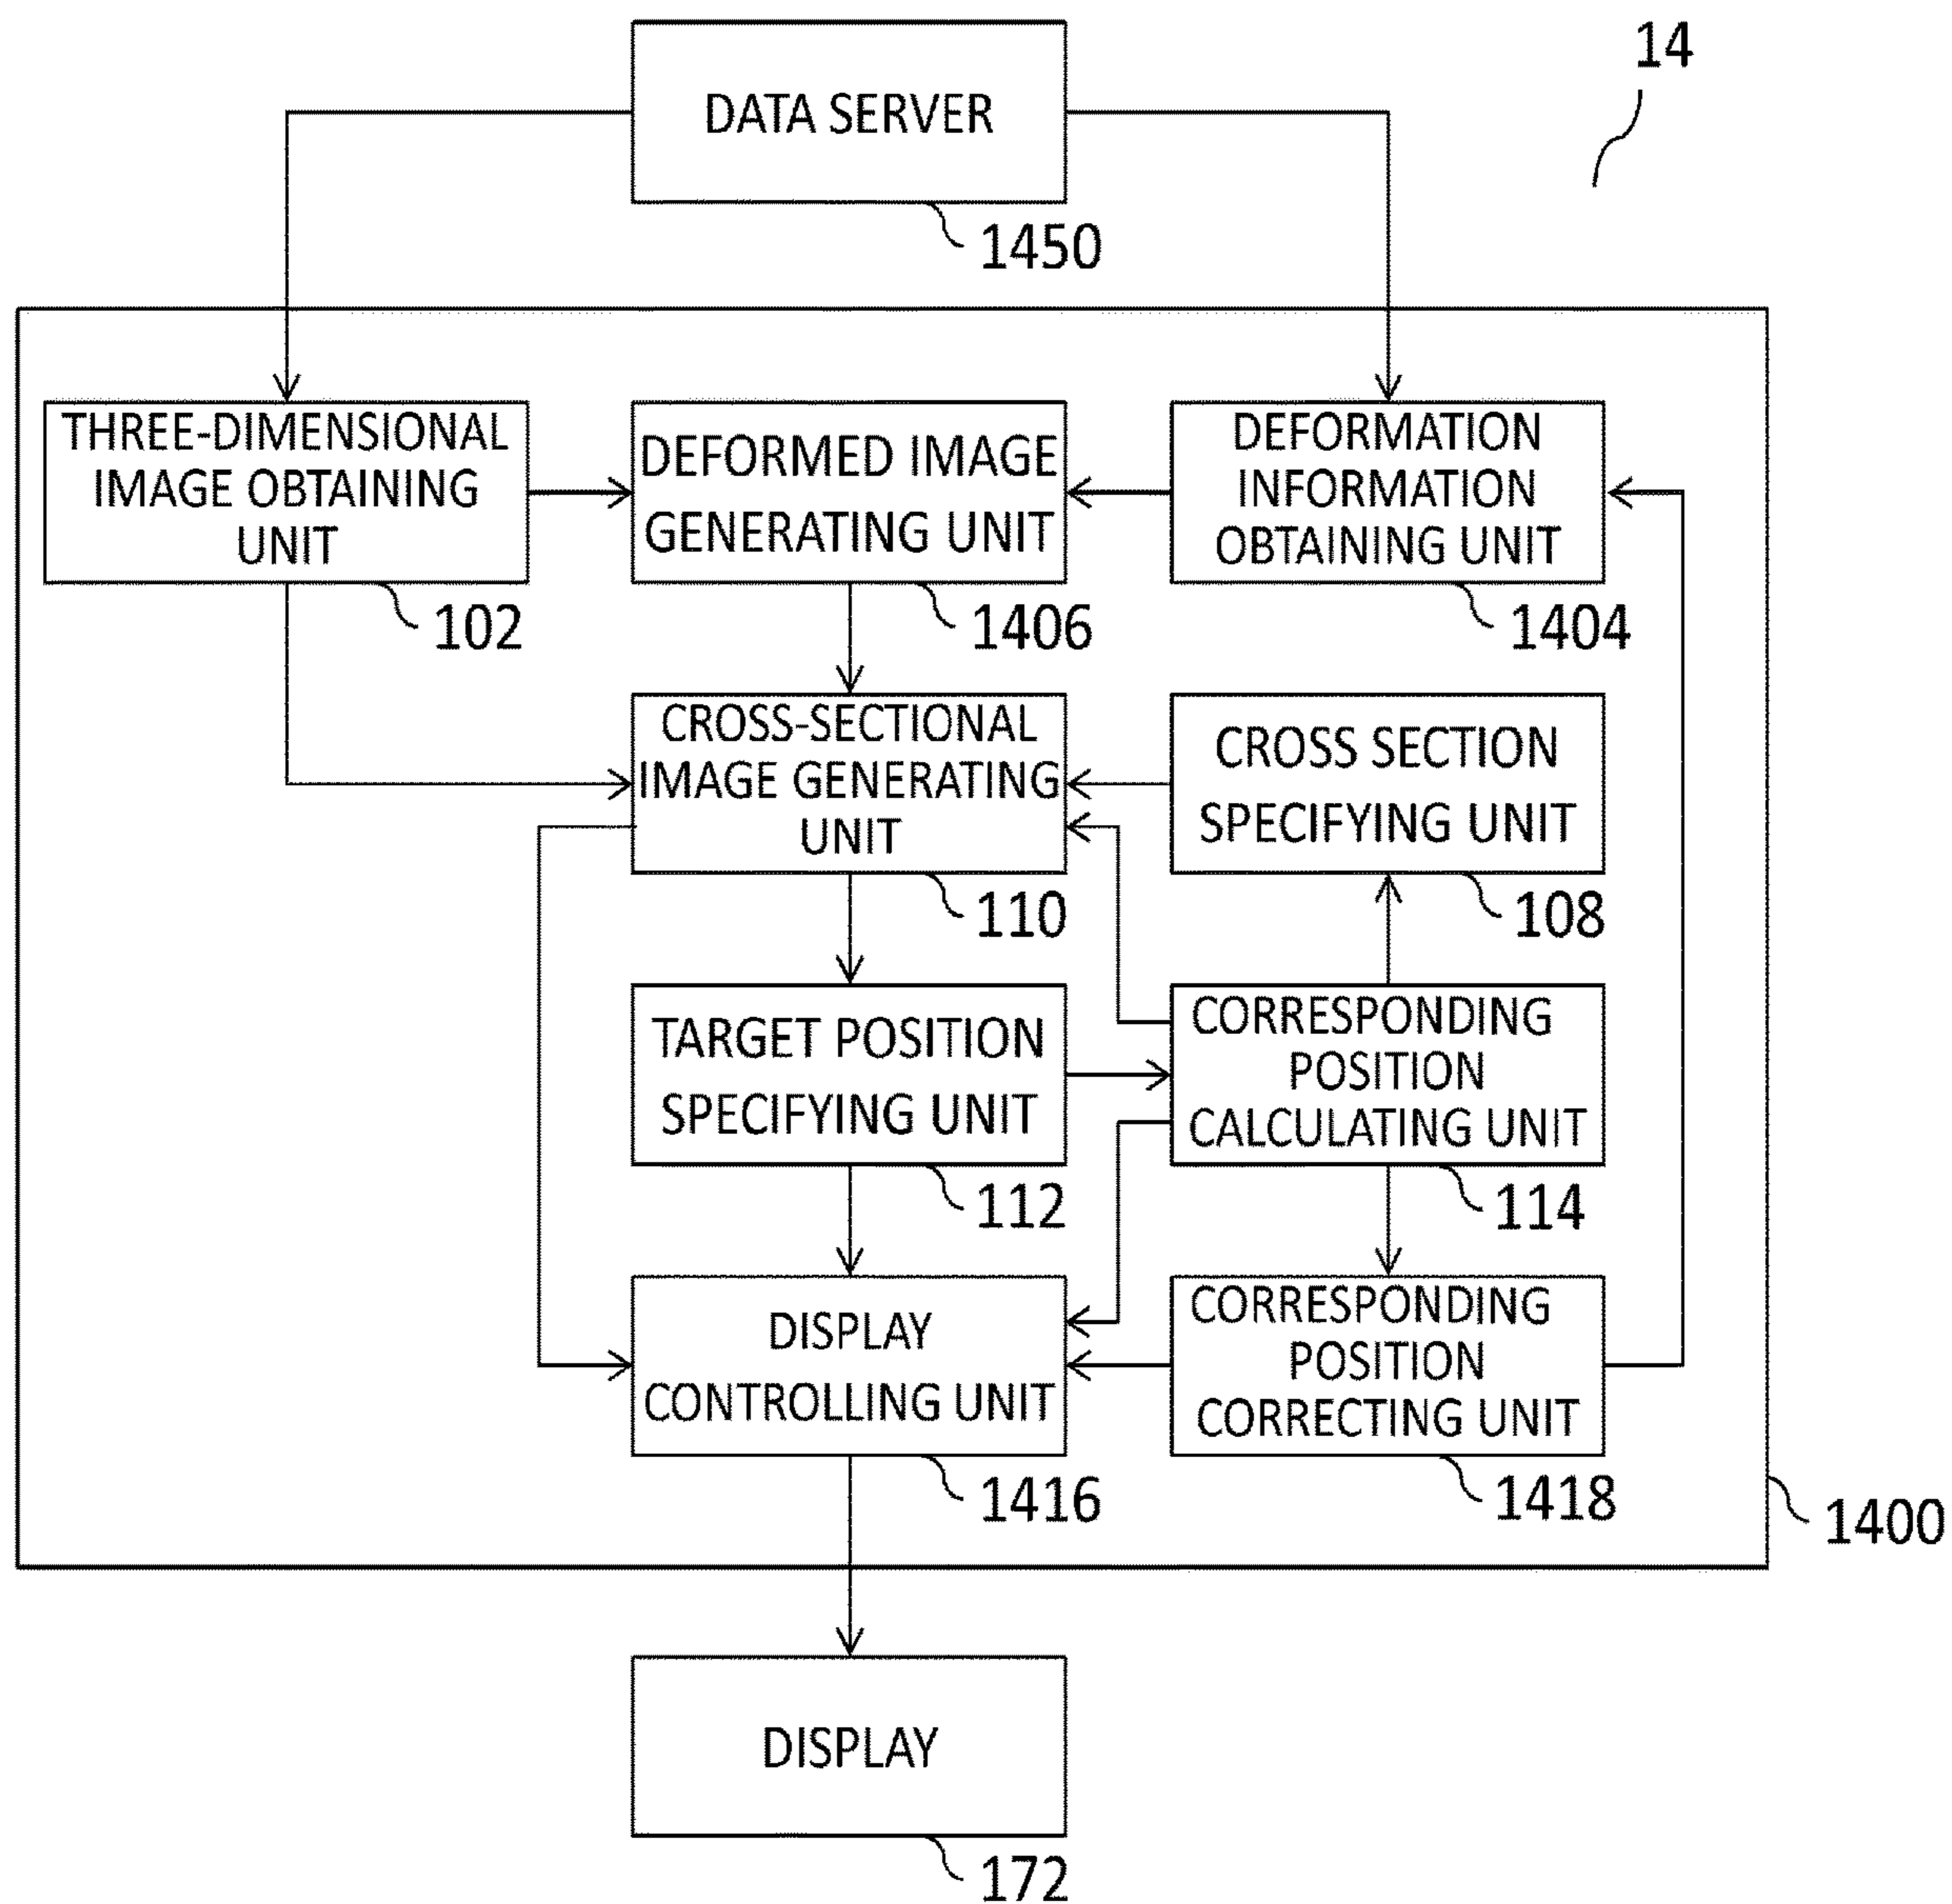 14
DATA SERVER
1450
THREE-DIMENSIONAL
IMAGE OBTAINING
UNIT
102
DEFORMED IMAGE
GENERATING UNIT
1406
DEFORMATION
INFORMATION
OBTAINING UNIT
1404
CROSS-SECTIONAL
IMAGE GENERATING
UNIT
110
CROSS SECTION
SPECIFYING UNIT
108
TARGET POSITION
SPECIFYING UNIT
112
CORRESPONDING
POSITION
CALCULATING UNIT
114
DISPLAY
CONTROLLING UNIT
1416
CORRESPONDING
POSITION
CORRECTING UNIT
1418
1400
DISPLAY
172